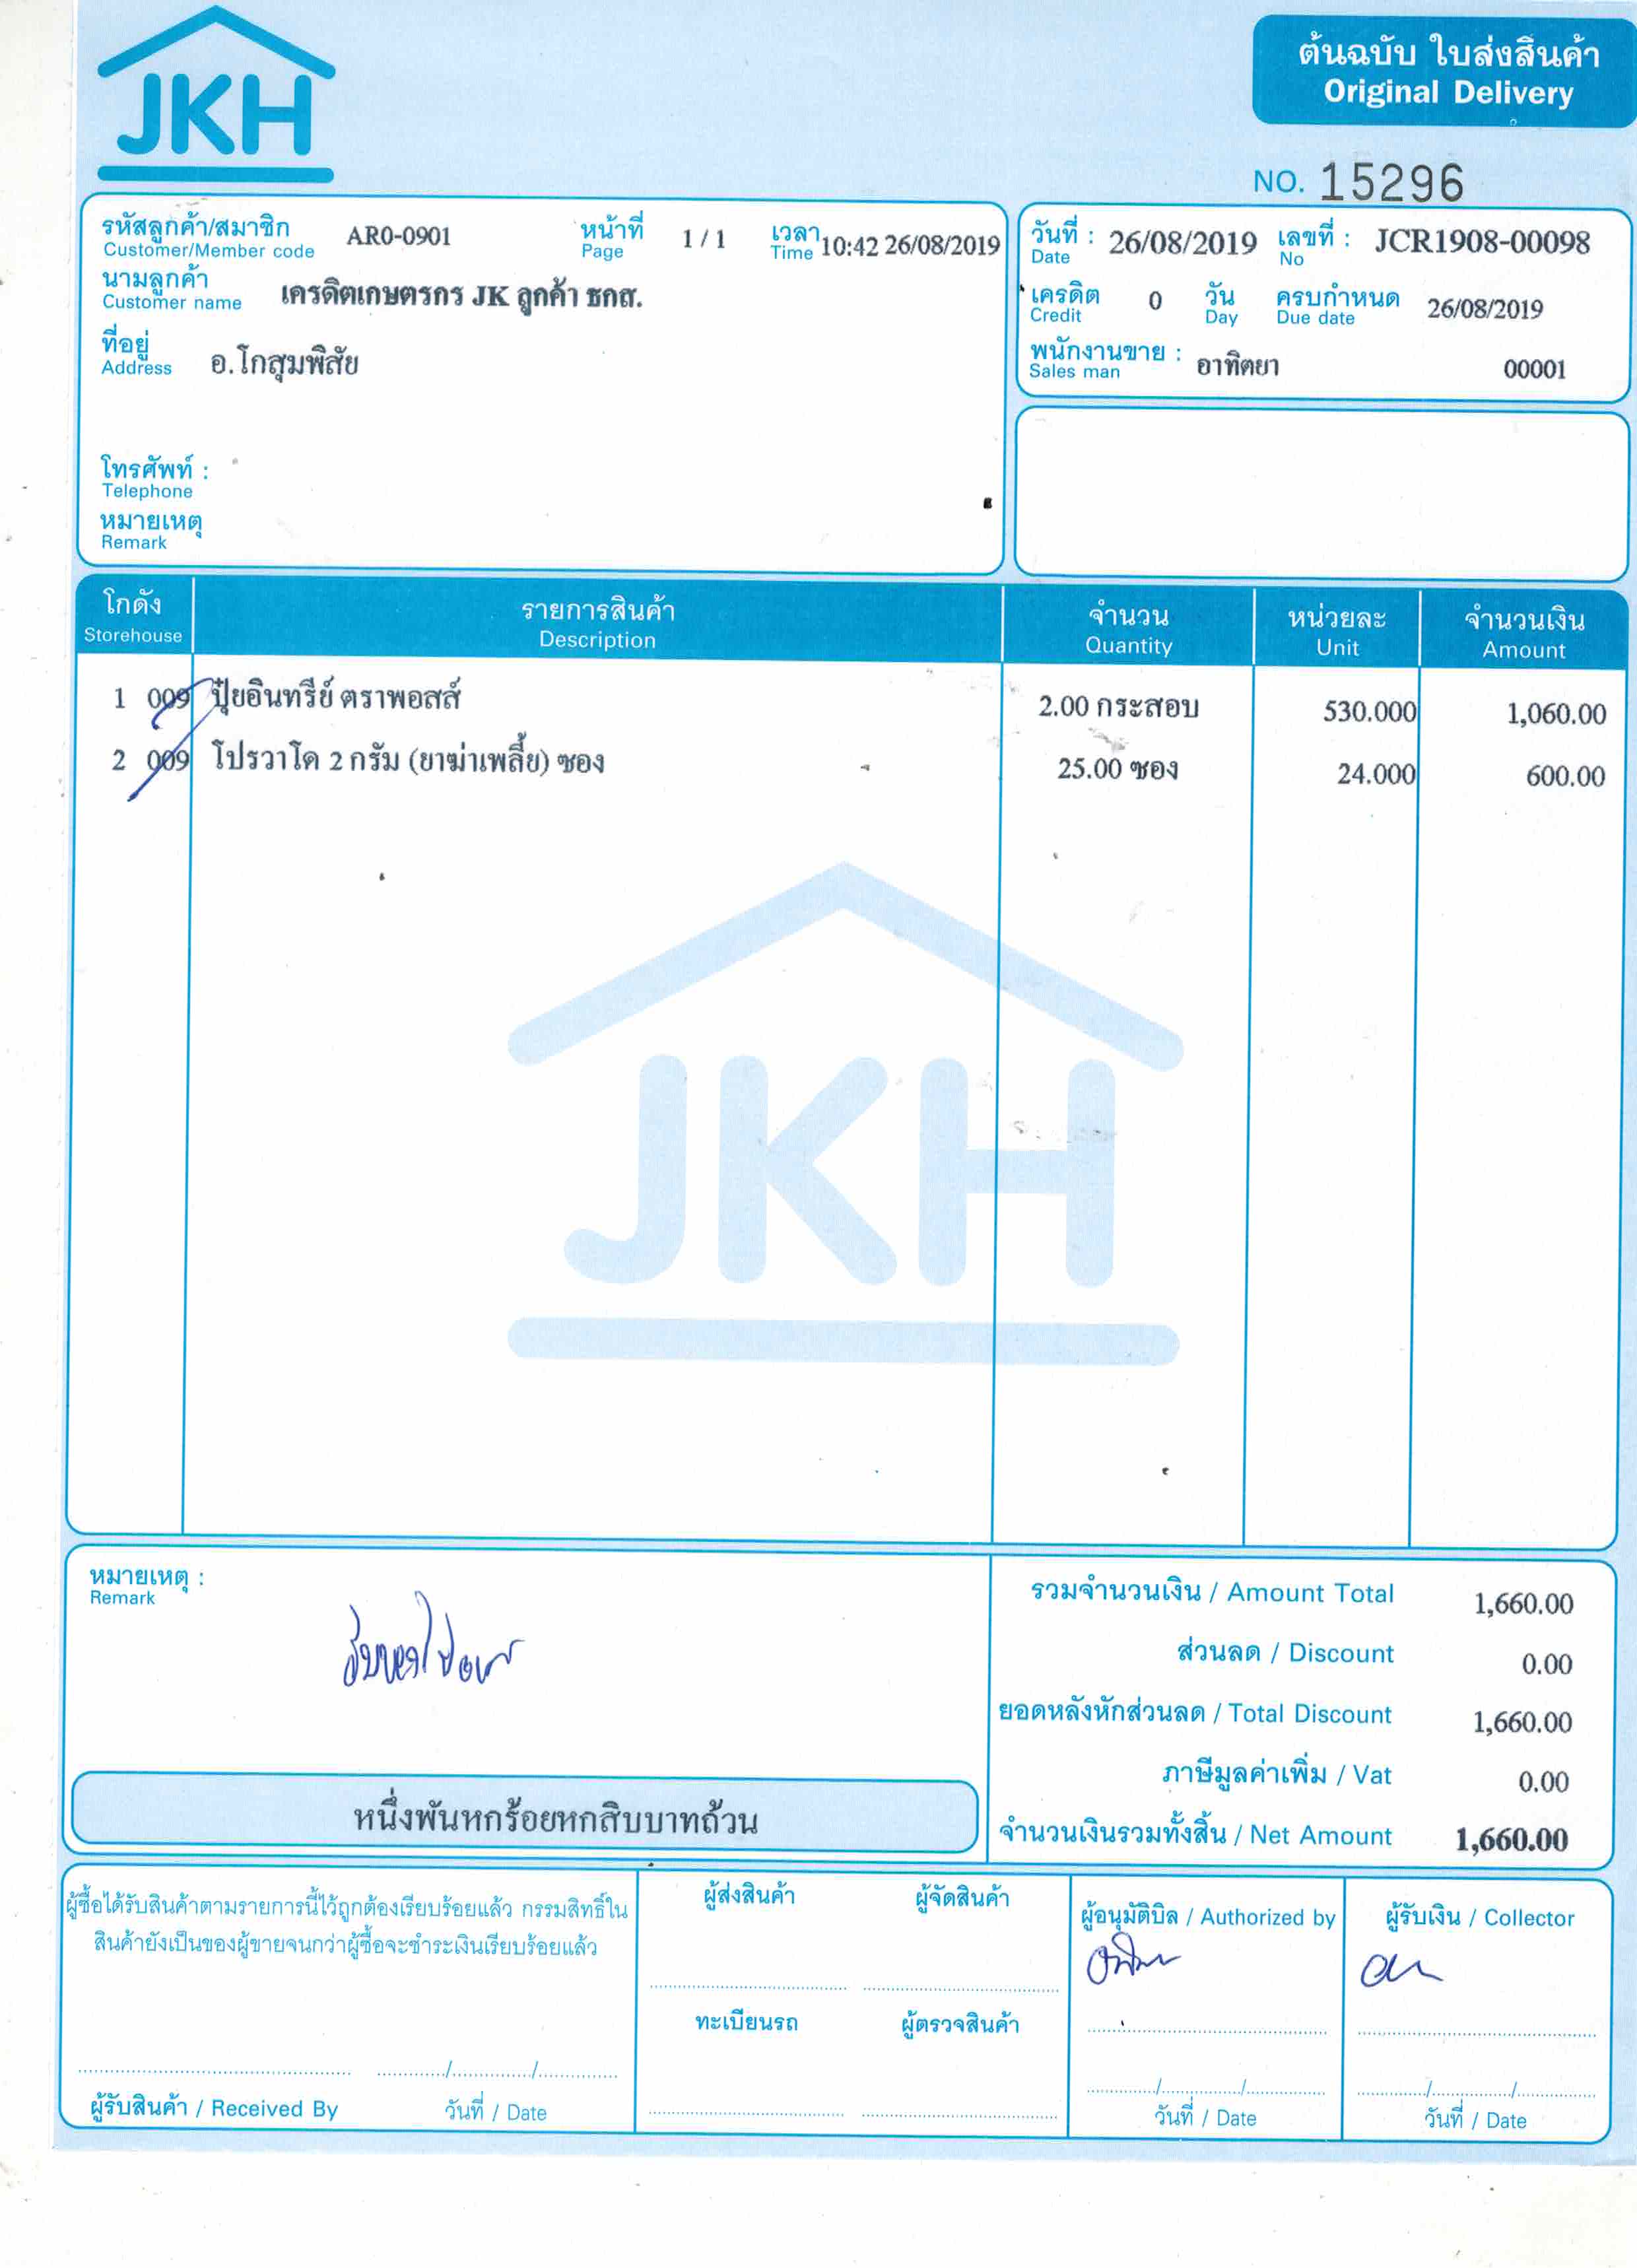 JKH
ต้นฉบับ ใบส่งสินค้า
Original Delivery
NO. 15296
รหัสลูกค้า/สมาชิก AR0-0901 หน้าที่ 1 / 1 เวลา 10:42 26/08/2019
Customer/Member code Page Time
นามลูกค้า เครดิตเกษตรกร JK ลูกค้า ธกส.
Customer name
ที่อยู่ อ.โกสุมพิสัย
Address
โทรศัพท์ :
Telephone
หมายเหตุ
Remark
วันที่ : 26/08/2019 เลขที่ : JCR1908-00098
Date No
เครดิต 0 วัน ครบกำหนด 26/08/2019
Credit Day Due date
พนักงานขาย : อาทิตยา 00001
Sales man
โกดัง รายการสินค้า จำนวน หน่วยละ จำนวนเงิน
Storehouse Description Quantity Unit Amount
1 009 ปุ๋ยอินทรีย์ ตราพอสส์ 2.00 กระสอบ 530.000 1,060.00
2 009 โปรวาโด 2 กรัม (ยาฆ่าเพลี้ย) ซอง 25.00 ซอง 24.000 600.00
JKH
หมายเหตุ :
Remark
รวมจำนวนเงิน / Amount Total 1,660.00
ส่วนลด / Discount 0.00
ยอดหลังหักส่วนลด / Total Discount 1,660.00
ภาษีมูลค่าเพิ่ม / Vat 0.00
จำนวนเงินรวมทั้งสิ้น / Net Amount 1,660.00
หนึ่งพันหกร้อยหกสิบบาทถ้วน
ผู้ซื้อได้รับสินค้าตามรายการนี้ไว้ถูกต้องเรียบร้อยแล้ว กรรมสิทธิ์ใน
สินค้ายังเป็นของผู้ขายจนกว่าผู้ซื้อจะชำระเงินเรียบร้อยแล้ว
ผู้รับสินค้า / Received By วันที่ / Date
ผู้ส่งสินค้า ผู้จัดสินค้า
ทะเบียนรถ ผู้ตรวจสินค้า
ผู้อนุมัติบิล / Authorized by
วันที่ / Date
ผู้รับเงิน / Collector
วันที่ / Date